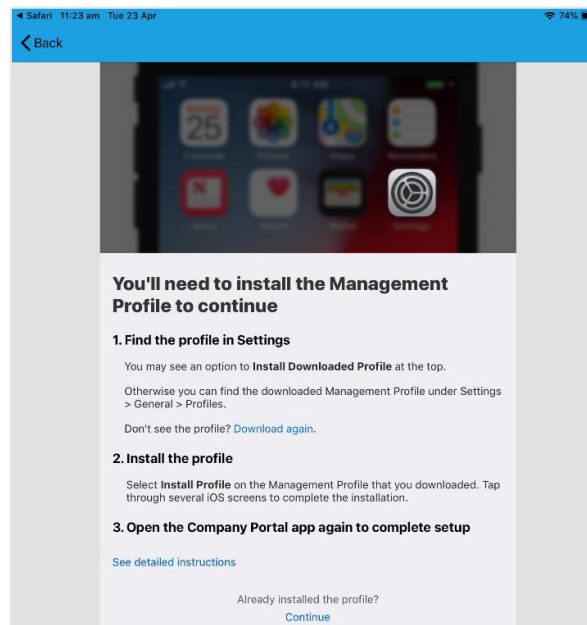 ◀ Safari 11:23 am Tue 23 Apr 74%
Back
25
You'll need to install the Management
Profile to continue
1. Find the profile in Settings
You may see an option to Install Downloaded Profile at the top.
Otherwise you can find the downloaded Management Profile under Settings
> General > Profiles.
Don't see the profile? Download again.
2. Install the profile
Select Install Profile on the Management Profile that you downloaded. Tap
through several iOS screens to complete the installation.
3. Open the Company Portal app again to complete setup
See detailed instructions
Already installed the profile?
Continue